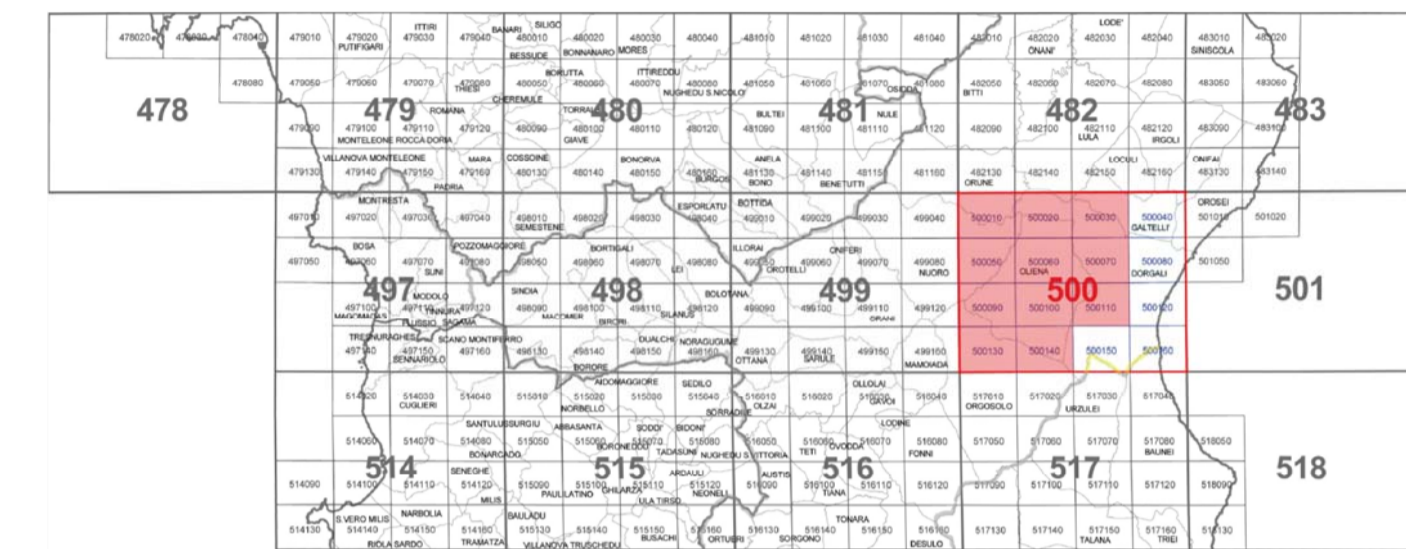 ITTIRI BANARI SILIGO LODE'
478020 478030 478040 479010 479020 479030 479040 480010 480020 480030 480040 481010 481020 481030 481040 482010 482020 482030 482040 483010 483020
PUTIFIGARI BESSUDE BONNANARO MORES ONANI' SINISCOLA
BORUTTA ITTIREDDU
478080 479050 479060 479070 479080 480050 480060 480070 480080 481050 481060 481070 481080 482050 482060 482070 482080 483050 483060
THIESI CHEREMULE NUGHEDU S.NICOLO' OSIDDA BITTI
478 479 480 481 482 483
ROMANA TORRALBA BULTEI NULE
479090 479100 479110 479120 480090 480100 480110 480120 481090 481100 481110 481120 482090 482100 482110 482120 483090 483100
MONTELEONE ROCCA DORIA GIAVE LULA IRGOLI
VILLANOVA MONTELEONE MARA COSSOINE BONORVA ANELA LOCULI ONIFAI
479130 479140 479150 479160 480130 480140 480150 480160 481130 481140 481150 481160 482130 482140 482150 482160 483130 483140
PADRIA BURGOS BONO BENETUTTI ORUNE
MONTRESTA ESPORLATU BOTTIDA OROSEI
497010 497020 497030 497040 498010 498020 498030 498040 499010 499020 499030 499040 500010 500020 500030 500040 501010 501020
SEMESTENE GALTELLI'
BOSA POZZOMAGGIORE BORTIGALI ILLORAI ONIFERI
497050 497060 497070 497080 498050 498060 498070 498080 499050 499060 499070 499080 500050 500060 500070 500080 501050
SUNI LEI OROTELLI NUORO OLIENA DORGALI
497 498 499 500 501
MODOLO SINDIA BOLOTANA
497100 497110 497120 498090 498100 498110 498120 499090 499100 499110 499120 500090 500100 500110 500120
MAGOMADAS TINNURA MACOMER BIRORI SILANUS ORANI
FLUSSIO SAGAMA
TRESNURAGHES SCANO MONTIFERRO DUALCHI NORAGUGUME
497140 497150 497160 498130 498140 498150 498160 499130 499140 499150 499160 500130 500140 500150 500160
SENNARIOLO BORORE OTTANA SARULE MAMOIADA
AIDOMAGGIORE SEDILO OLLOLAI
514020 514030 514040 515010 515020 515030 515040 516010 516020 516030 516040 517010 517020 517030 517040
CUGLIERI NORBELLO SORRADILE OLZAI GAVOI ORGOSOLO URZULEI
SANTULUSSURGIU ABBASANTA SODDI' BIDONI' LODINE
514060 514070 514080 515050 515060 515070 515080 516050 516060 516070 516080 517050 517060 517070 517080 518050
BONARCADO BORONEDDU TADASUNI NUGHEDU S.VITTORIA TETI OVODDA FONNI BAUNEI
514 515 516 517 518
SENEGHE ARDAULI AUSTIS
514090 514100 514110 514120 515090 515100 515110 515120 516090 516100 516110 516120 517090 517100 517110 517120 518090
MILIS PAULILATINO GHILARZA ULA TIRSO NEONELI TIANA
S.VERO MILIS NARBOLIA BAULADU TONARA
514130 514140 514150 514160 515130 515140 515150 515160 516130 516140 516150 516160 517130 517140 517150 517160 518130
RIOLA SARDO TRAMATZA VILLANOVA TRUSCHEDU BUSACHI ORTUERI SORGONO DESULO TALANA TRIEI